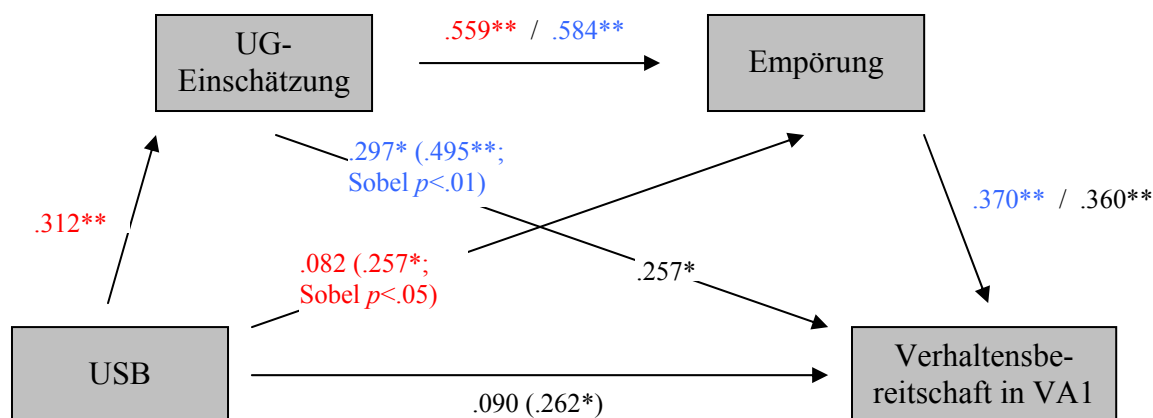 .559** / .584**
UG-
Einschätzung
Empörung
.297* (.495**;
Sobel p<.01)
.370** / .360**
.312**
.082 (.257*;
Sobel p<.05)
.257*
USB
Verhaltensbe-
reitschaft in VA1
.090 (.262*)